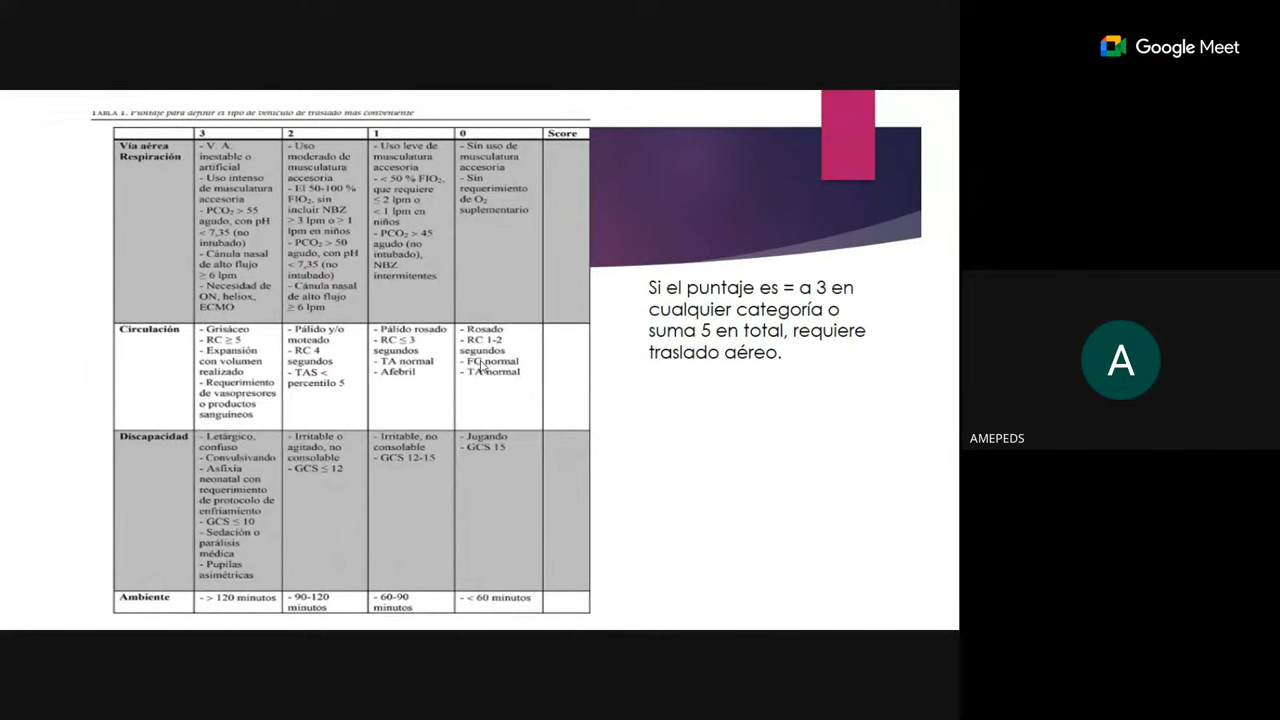 Google Meet
TABLA 1. Puntaje para definir el tipo de vehículo de traslado más conveniente
3 2 1 0 Score
Vía aérea
Respiración
- V. A.
inestable o
artificial
- Uso intenso
de musculatura
accesoria
- PCO₂ > 55
agudo, con pH
< 7,35 (no
intubado)
- Cánula nasal
de alto flujo
≥ 6 lpm
- Necesidad de
ON, heliox,
ECMO
- Uso
moderado de
musculatura
accesoria
- El 50-100 %
FIO₂, sin
incluir NBZ
> 3 lpm o > 1
lpm en niños
- PCO₂ > 50
agudo, con pH
< 7,35 (no
intubado)
- Cánula nasal
de alto flujo
≥ 6 lpm
- Uso leve de
musculatura
accesoria
- < 50 % FIO₂,
que requiere
≤ 2 lpm o
< 1 lpm en
niños
- PCO₂ > 45
agudo (no
intubado),
NBZ
intermitentes
- Sin uso de
musculatura
accesoria
- Sin
requerimiento
de O₂
suplementario
Circulación
- Grisáceo
- RC ≥ 5
- Expansión
con volumen
realizado
- Requerimiento
de vasopresores
o productos
sanguíneos
- Pálido y/o
moteado
- RC 4
segundos
- TAS <
percentilo 5
- Pálido rosado
- RC ≤ 3
segundos
- TA normal
- Afebril
- Rosado
- RC 1-2
segundos
- FC normal
- TA normal
Discapacidad
- Letárgico,
confuso
- Convulsivando
- Asfixia
neonatal con
requerimiento
de protocolo de
enfriamiento
- GCS ≤ 10
- Sedación o
parálisis
médica
- Pupilas
asimétricas
- Irritable o
agitado, no
consolable
- GCS ≤ 12
- Irritable, no
consolable
- GCS 12-15
- Jugando
- GCS 15
Ambiente
- > 120 minutos
- 90-120
minutos
- 60-90
minutos
- < 60 minutos
Si el puntaje es = a 3 en
cualquier categoría o
suma 5 en total, requiere
traslado aéreo.
A
AMEPEDS